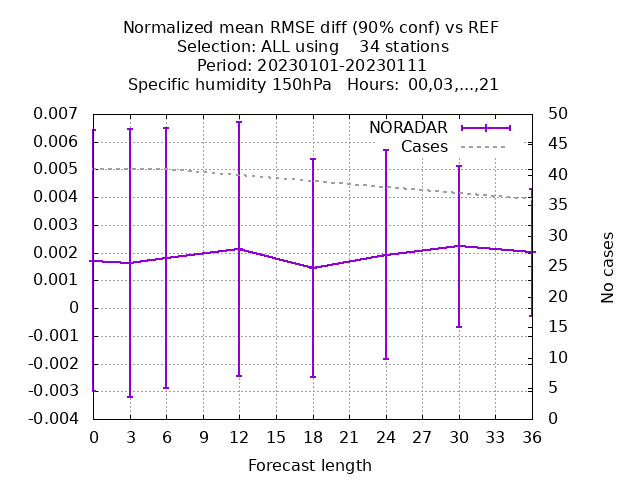 Normalized mean RMSE diff (90% conf) vs REF
Selection: ALL using    34 stations
Period: 20230101-20230111
Specific humidity 150hPa   Hours:  00,03,...,21
NORADAR
Cases
0.007
0.006
0.005
0.004
0.003
0.002
0.001
0
-0.001
-0.002
-0.003
-0.004
50
45
40
35
30
25
20
15
10
5
0
No cases
0 3 6 9 12 15 18 21 24 27 30 33 36
Forecast length